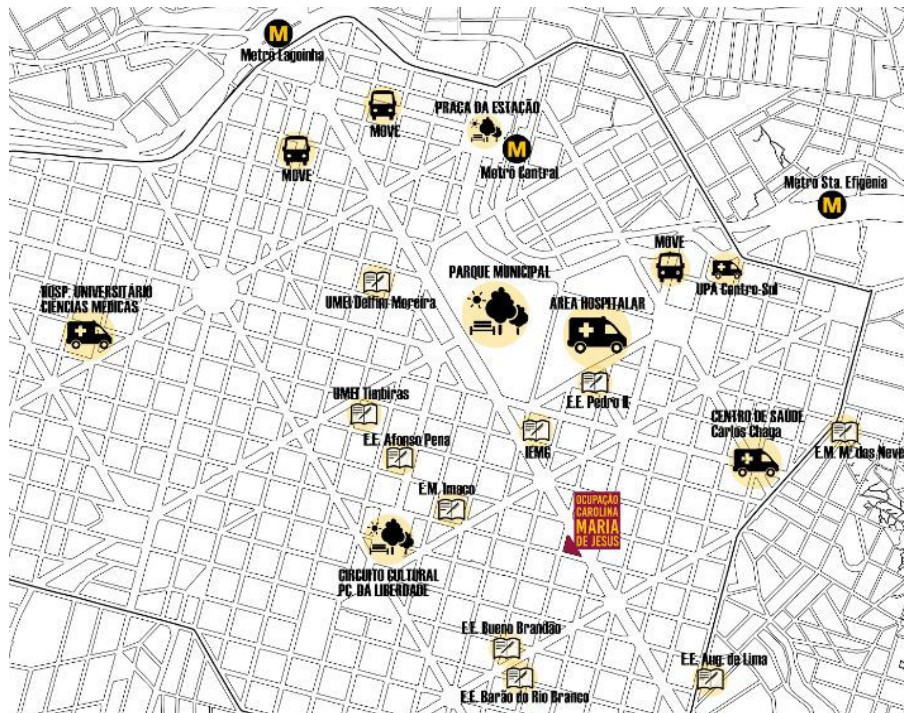 M
Metrô Lagoinha
MOVE
MOVE
PRAÇA DA ESTAÇÃO
M
Metrô Central
Metrô Sta. Efigênia
M
MOVE
UPA Centro-Sul
PARQUE MUNICIPAL
ÁREA HOSPITALAR
UMEI Delfim Moreira
HOSP. UNIVERSITÁRIO
CIENCIAS MÉDICAS
E.E. Pedro II
UMEI Timbiras
E.E. Afonso Pena
IEMG
CENTRO DE SAÚDE
Carlos Chaga
E.M. M. das Neve
E.M. Imaco
OCUPAÇÃO
CAROLINA
MARIA
DE JESUS
CIRCUITO CULTURAL
PÇ. DA LIBERDADE
E.E. Bueno Brandão
E.E. Barão do Rio Branco
E.E. Aug. de Lima